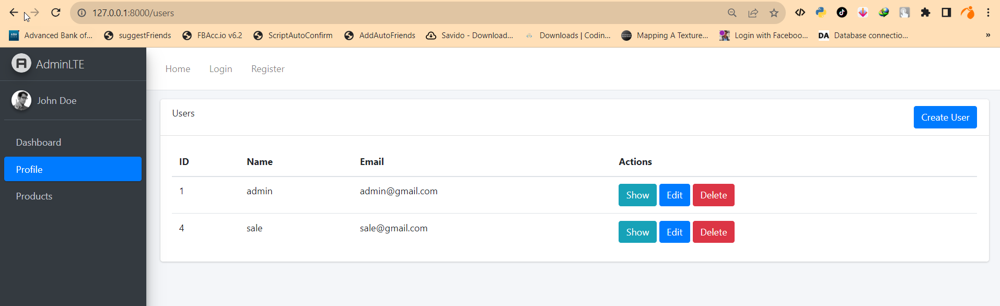 127.0.0.1:8000/users
Advanced Bank of... suggestFriends FBAcc.io v6.2 ScriptAutoConfirm AddAutoFriends Savido - Download... Downloads | Codin... Mapping A Texture... DA Login with Faceboo... Database connectio... »
AdminLTE
Home Login Register
John Doe
Users
Create User
Dashboard
Profile
Products
ID Name Email Actions
1 admin admin@gmail.com Show Edit Delete
4 sale sale@gmail.com Show Edit Delete